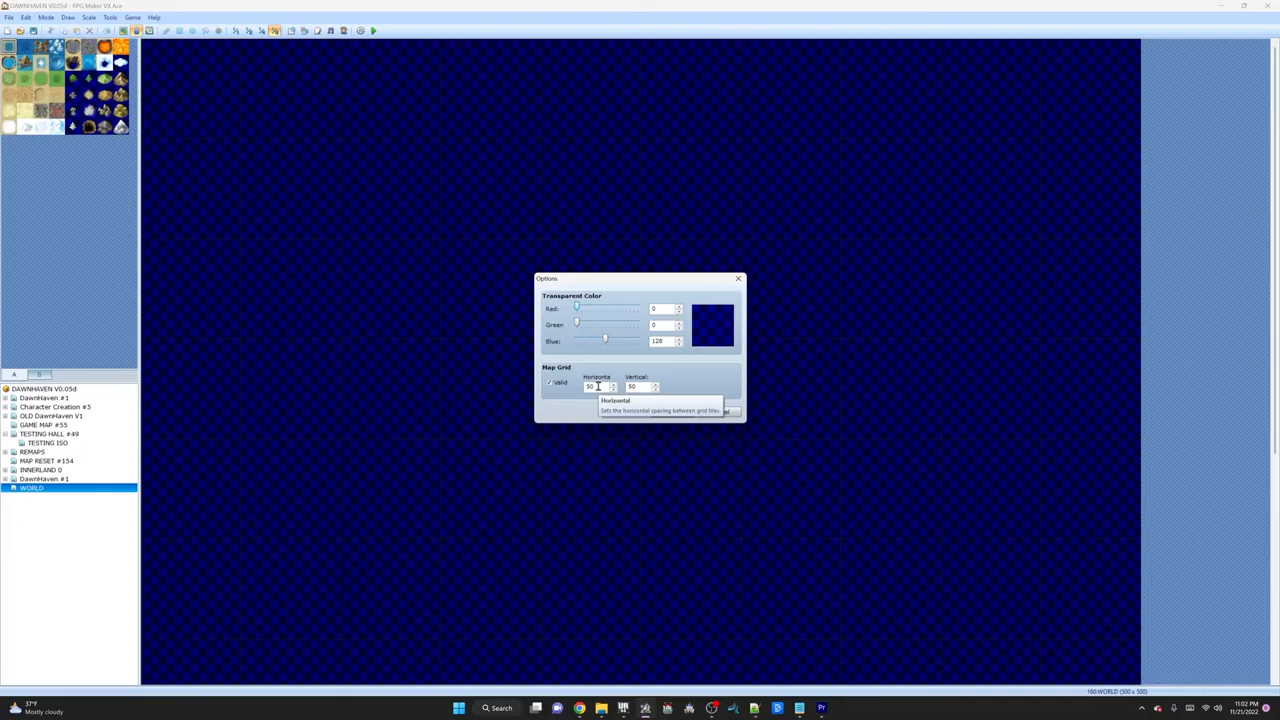 DAWNHAVEN V0.05d - RPG Maker VX Ace
File Edit Mode Draw Scale Tools Game Help
A B
DAWNHAVEN V0.05d
DawnHaven #1
Character Creation #5
OLD DawnHaven V1
GAME MAP #55
TESTING HALL #49
TESTING ISO
REMAPS
MAP RESET #154
INNERLAND 0
DawnHaven #1
WORLD
Options
Transparent Color
Red: 0
Green 0
Blue: 128
Map Grid
Horizonta Vertical:
Valid 50 50
Horizontal
Sets the horizontal spacing between grid tiles.
160:WORLD (500 x 500)
37°F
Mostly cloudy
Search
11:02 PM
11/21/2022